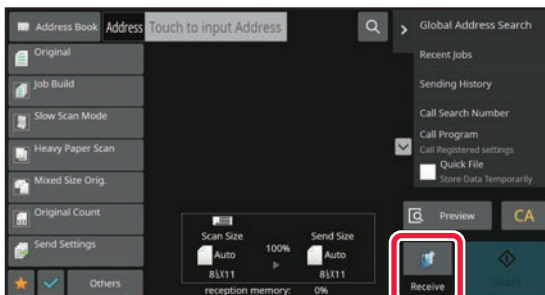 Address Book
Address
Touch to input Address
Original
Job Build
Slow Scan Mode
Heavy Paper Scan
Mixed Size Orig.
Original Count
Send Settings
Others
Scan Size
Auto
8½X11
100%
Send Size
Auto
8½X11
reception memory: 0%
Global Address Search
Recent Jobs
Sending History
Call Search Number
Call Program
Call Registered settings
Quick File
Store Data Temporarily
Preview
CA
Receive
Scan